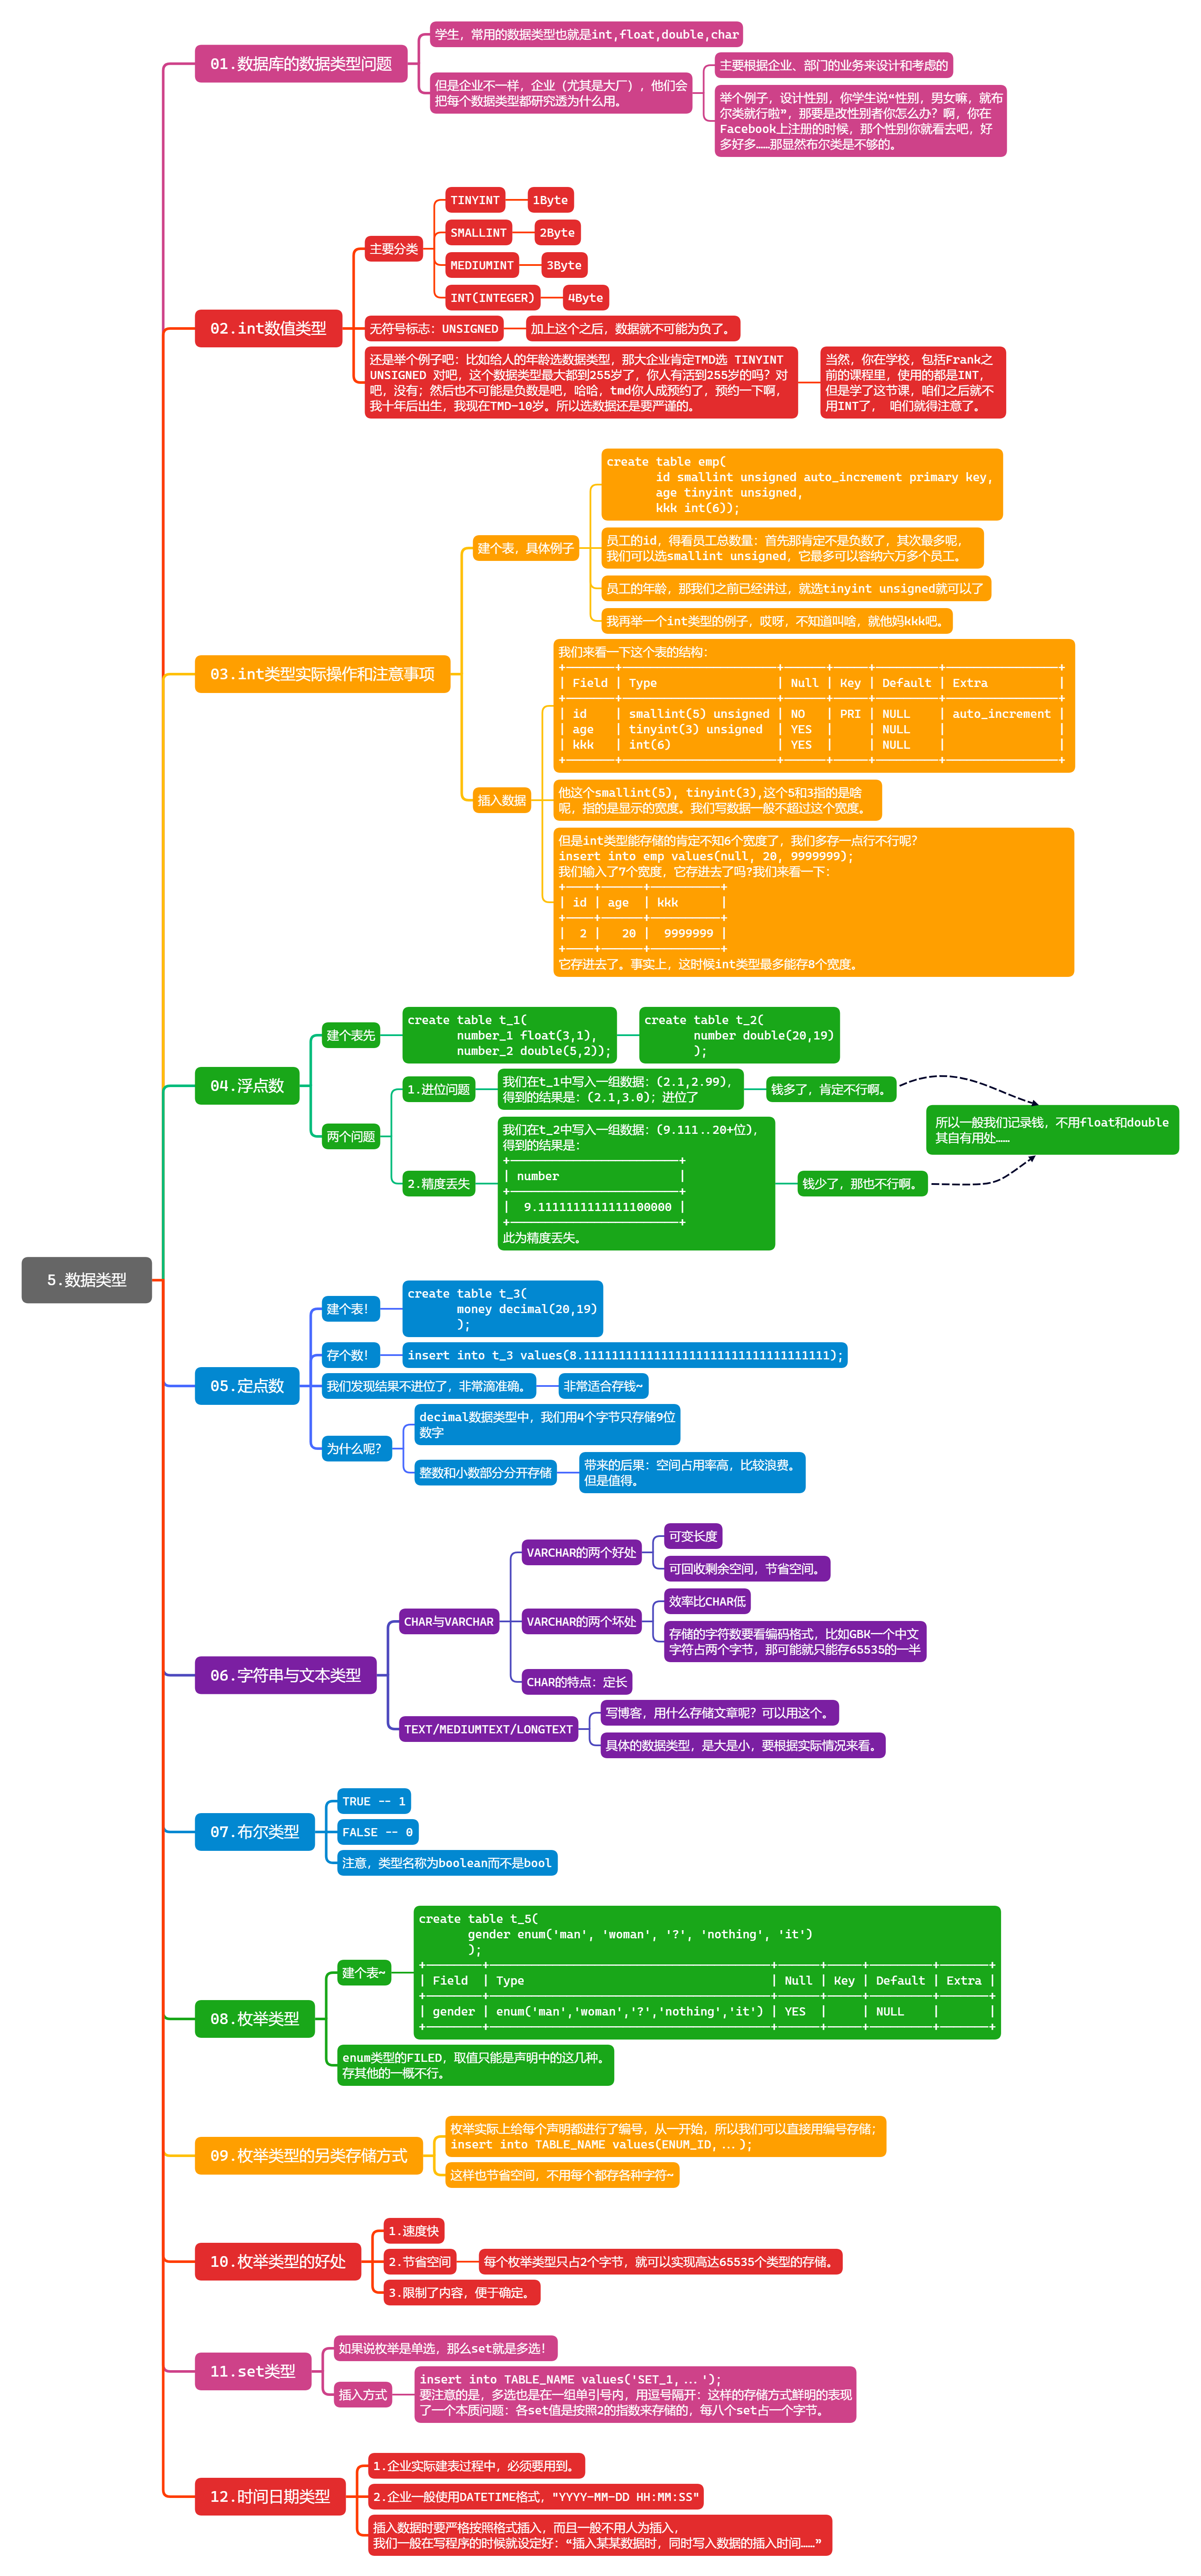 5.数据类型
01.数据库的数据类型问题
学生，常用的数据类型也就是int,float,double,char
但是企业不一样，企业（尤其是大厂），他们会
把每个数据类型都研究透为什么用。
主要根据企业、部门的业务来设计和考虑的
举个例子，设计性别，你学生说“性别，男女嘛，就布
尔类就行啦”，那要是改性别者你怎么办？啊，你在
Facebook上注册的时候，那个性别你就看去吧，好
多好多……那显然布尔类是不够的。
02.int数值类型
主要分类
TINYINT
1Byte
SMALLINT
2Byte
MEDIUMINT
3Byte
INT(INTEGER)
4Byte
无符号标志：UNSIGNED
加上这个之后，数据就不可能为负了。
还是举个例子吧：比如给人的年龄选数据类型，那大企业肯定TMD选 TINYINT
UNSIGNED 对吧，这个数据类型最大都到255岁了，你人有活到255岁的吗？对
吧，没有；然后也不可能是负数是吧，哈哈，tmd你人成预约了，预约一下啊，
我十年后出生，我现在TMD-10岁。所以选数据还是要严谨的。
当然，你在学校，包括Frank之
前的课程里，使用的都是INT，
但是学了这节课，咱们之后就不
用INT了， 咱们就得注意了。
03.int类型实际操作和注意事项
建个表，具体例子
create table emp(
id smallint unsigned auto_increment primary key,
age tinyint unsigned,
kkk int(6));
员工的id，得看员工总数量：首先那肯定不是负数了，其次最多呢，
我们可以选smallint unsigned，它最多可以容纳六万多个员工。
员工的年龄，那我们之前已经讲过，就选tinyint unsigned就可以了
我再举一个int类型的例子，哎呀，不知道叫啥，就他妈kkk吧。
插入数据
我们来看一下这个表的结构：
+-------+----------------------+------+-----+---------+----------------+
| Field | Type                 | Null | Key | Default | Extra          |
+-------+----------------------+------+-----+---------+----------------+
| id    | smallint(5) unsigned | NO   | PRI | NULL    | auto_increment |
| age   | tinyint(3) unsigned  | YES  |     | NULL    |                |
| kkk   | int(6)               | YES  |     | NULL    |                |
+-------+----------------------+------+-----+---------+----------------+
他这个smallint(5), tinyint(3),这个5和3指的是啥
呢，指的是显示的宽度。我们写数据一般不超过这个宽度。
但是int类型能存储的肯定不知6个宽度了，我们多存一点行不行呢？
insert into emp values(null, 20, 9999999);
我们输入了7个宽度，它存进去了吗?我们来看一下：
+----+------+----------+
| id | age  | kkk      |
+----+------+----------+
|  2 |   20 |  9999999 |
+----+------+----------+
它存进去了。事实上，这时候int类型最多能存8个宽度。
04.浮点数
建个表先
create table t_1(
number_1 float(3,1),
number_2 double(5,2));
create table t_2(
number double(20,19)
);
两个问题
1.进位问题
我们在t_1中写入一组数据：(2.1,2.99)，
得到的结果是：(2.1,3.0)；进位了
钱多了，肯定不行啊。
2.精度丢失
我们在t_2中写入一组数据：(9.111..20+位)，
得到的结果是：
+------------------------+
| number                 |
+------------------------+
|  9.1111111111111100000 |
+------------------------+
此为精度丢失。
钱少了，那也不行啊。
所以一般我们记录钱，不用float和double
其自有用处……
05.定点数
建个表！
create table t_3(
money decimal(20,19)
);
存个数！
insert into t_3 values(8.1111111111111111111111111111111111111);
我们发现结果不进位了，非常滴准确。
非常适合存钱~
为什么呢？
decimal数据类型中，我们用4个字节只存储9位
数字
整数和小数部分分开存储
带来的后果：空间占用率高，比较浪费。
但是值得。
06.字符串与文本类型
CHAR与VARCHAR
VARCHAR的两个好处
可变长度
可回收剩余空间，节省空间。
VARCHAR的两个坏处
效率比CHAR低
存储的字符数要看编码格式，比如GBK一个中文
字符占两个字节，那可能就只能存65535的一半
CHAR的特点：定长
TEXT/MEDIUMTEXT/LONGTEXT
写博客，用什么存储文章呢？可以用这个。
具体的数据类型，是大是小，要根据实际情况来看。
07.布尔类型
TRUE -- 1
FALSE -- 0
注意，类型名称为boolean而不是bool
08.枚举类型
建个表~
create table t_5(
gender enum('man', 'woman', '?', 'nothing', 'it')
);
+--------+---------------------------------------+------+-----+---------+-------+
| Field  | Type                                  | Null | Key | Default | Extra |
+--------+---------------------------------------+------+-----+---------+-------+
| gender | enum('man','woman','?','nothing','it') | YES  |     | NULL    |       |
+--------+---------------------------------------+------+-----+---------+-------+
enum类型的FILED，取值只能是声明中的这几种。
存其他的一概不行。
09.枚举类型的另类存储方式
枚举实际上给每个声明都进行了编号，从一开始，所以我们可以直接用编号存储；
insert into TABLE_NAME values(ENUM_ID,...);
这样也节省空间，不用每个都存各种字符~
10.枚举类型的好处
1.速度快
2.节省空间
每个枚举类型只占2个字节，就可以实现高达65535个类型的存储。
3.限制了内容，便于确定。
11.set类型
如果说枚举是单选，那么set就是多选！
插入方式
insert into TABLE_NAME values('SET_1,...');
要注意的是，多选也是在一组单引号内，用逗号隔开：这样的存储方式鲜明的表现
了一个本质问题：各set值是按照2的指数来存储的，每八个set占一个字节。
12.时间日期类型
1.企业实际建表过程中，必须要用到。
2.企业一般使用DATETIME格式，"YYYY-MM-DD HH:MM:SS"
插入数据时要严格按照格式插入，而且一般不用人为插入，
我们一般在写程序的时候就设定好：“插入某某数据时，同时写入数据的插入时间……”